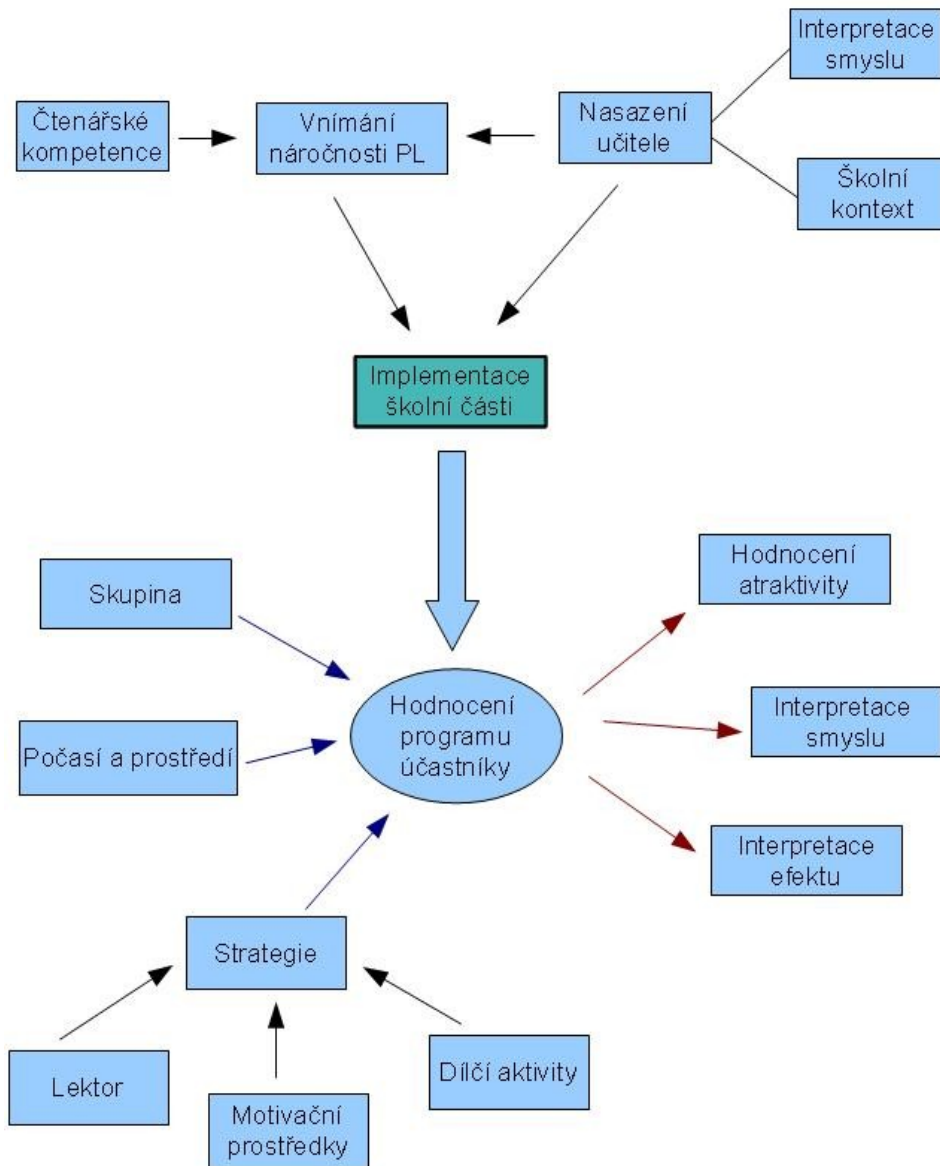 Interpretace
smyslu
Čtenářské
kompetence
Vnímání
náročnosti PL
Nasazení
učitele
Školní
kontext
Implementace
školní části
Skupina
Hodnocení
atraktivity
Počasí a prostředí
Hodnocení
programu
účastníky
Interpretace
smyslu
Interpretace
efektu
Strategie
Lektor
Motivační
prostředky
Dílčí aktivity